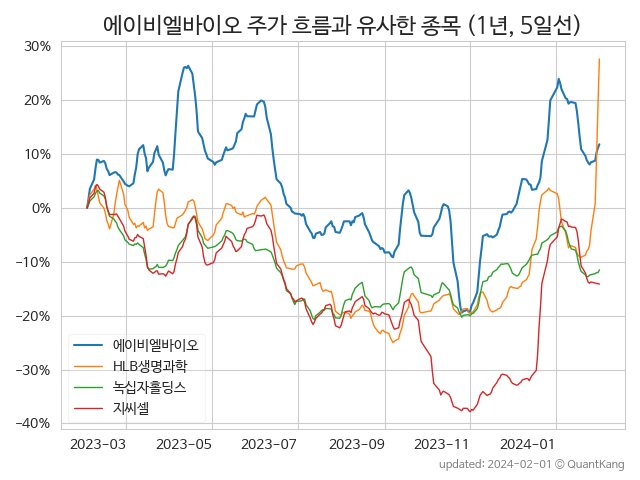 에이비엘바이오 주가 흐름과 유사한 종목 (1년, 5일선)
30%
20%
10%
0%
−10%
−20%
−30%
−40%
에이비엘바이오
HLB생명과학
녹십자홀딩스
지씨셀
2023-03 2023-05 2023-07 2023-09 2023-11 2024-01
updated: 2024-02-01 © QuantKang